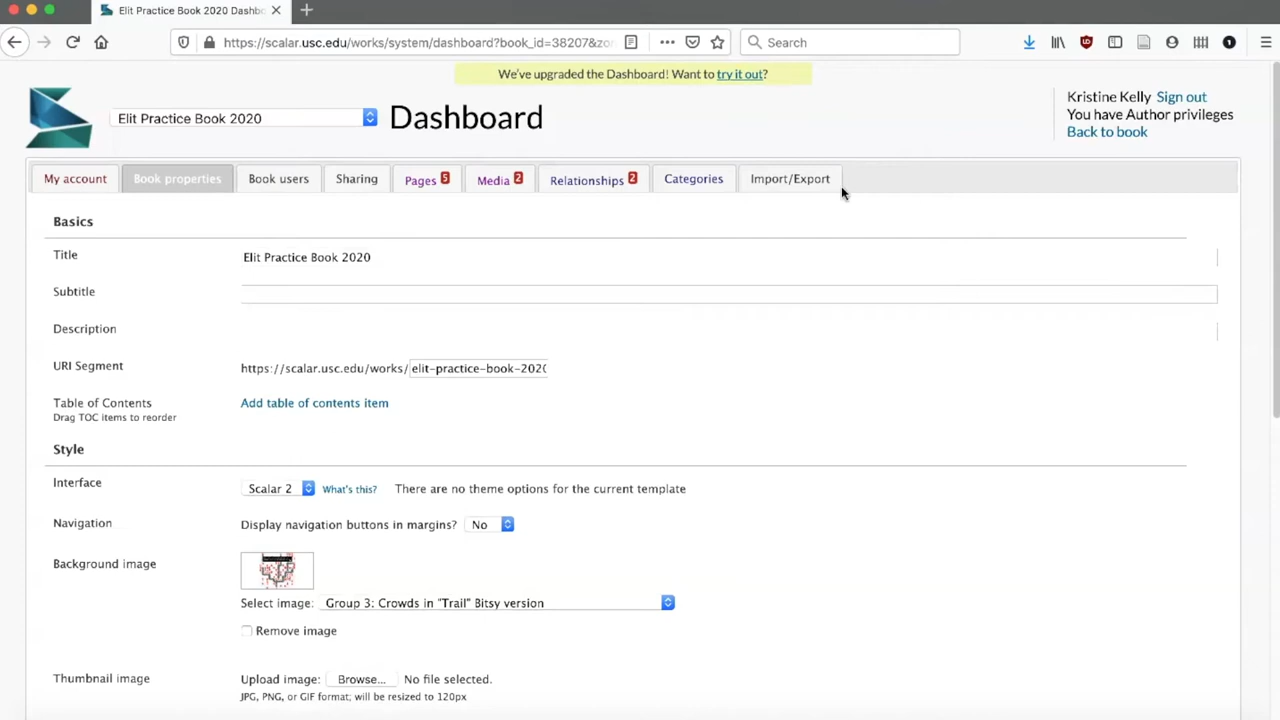 Elit Practice Book 2020 Dashbo
https://scalar.usc.edu/works/system/dashboard?book_id=38207&zo
Search
We've upgraded the Dashboard! Want to try it out?
Elit Practice Book 2020
Dashboard
Kristine Kelly Sign out
You have Author privileges
Back to book
My account
Book properties
Book users
Sharing
Pages 5
Media 2
Relationships 2
Categories
Import/Export
Basics
Title
Elit Practice Book 2020
Subtitle
Description
URI Segment
https://scalar.usc.edu/works/ elit-practice-book-2020
Table of Contents
Add table of contents item
Drag TOC items to reorder
Style
Interface
Scalar 2
What's this?
There are no theme options for the current template
Navigation
Display navigation buttons in margins? No
Background image
Select image: Group 3: Crowds in "Trail" Bitsy version
Remove image
Thumbnail image
Upload image: Browse... No file selected.
JPG, PNG, or GIF format; will be resized to 120px